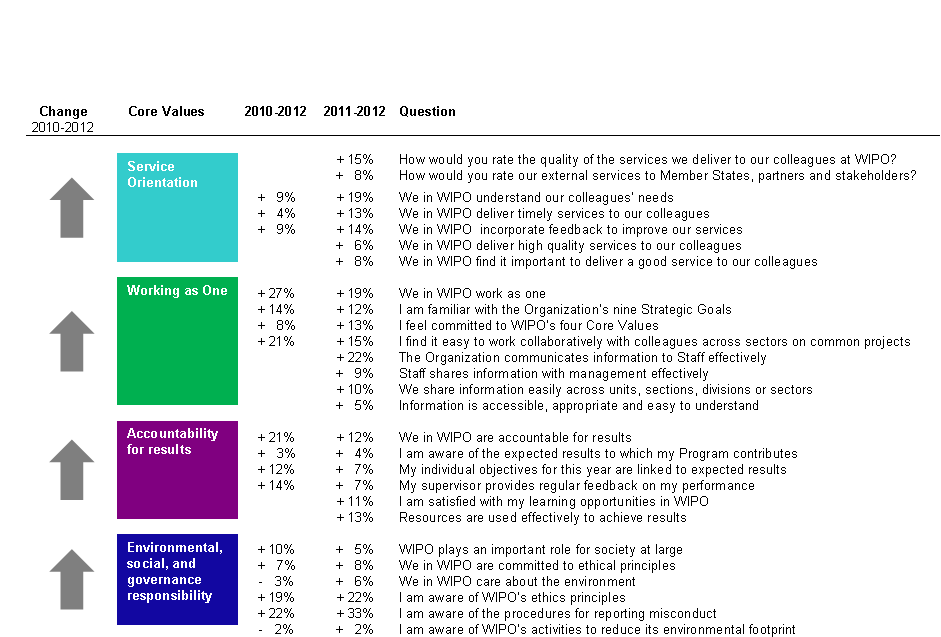 Change Core Values 2010-2012 2011-2012 Question
2010-2012
Service Orientation
+ 15% How would you rate the quality of the services we deliver to our colleagues at WIPO?
+ 8% How would you rate our external services to Member States, partners and stakeholders?
+ 9% + 19% We in WIPO understand our colleagues' needs
+ 4% + 13% We in WIPO deliver timely services to our colleagues
+ 9% + 14% We in WIPO incorporate feedback to improve our services
+ 6% We in WIPO deliver high quality services to our colleagues
+ 8% We in WIPO find it important to deliver a good service to our colleagues
Working as One
+ 27% + 19% We in WIPO work as one
+ 14% + 12% I am familiar with the Organization's nine Strategic Goals
+ 8% + 13% I feel committed to WIPO's four Core Values
+ 21% + 15% I find it easy to work collaboratively with colleagues across sectors on common projects
+ 22% The Organization communicates information to Staff effectively
+ 9% Staff shares information with management effectively
+ 10% We share information easily across units, sections, divisions or sectors
+ 5% Information is accessible, appropriate and easy to understand
Accountability
for results
+ 21% + 12% We in WIPO are accountable for results
+ 3% + 4% I am aware of the expected results to which my Program contributes
+ 12% + 7% My individual objectives for this year are linked to expected results
+ 14% + 7% My supervisor provides regular feedback on my performance
+ 11% I am satisfied with my learning opportunities in WIPO
+ 13% Resources are used effectively to achieve results
Environmental,
social, and
governance
responsibility
+ 10% + 5% WIPO plays an important role for society at large
+ 7% + 8% We in WIPO are committed to ethical principles
- 3% + 6% We in WIPO care about the environment
+ 19% + 22% I am aware of WIPO's ethics principles
+ 22% + 33% I am aware of the procedures for reporting misconduct
- 2% + 2% I am aware of WIPO's activities to reduce its environmental footprint